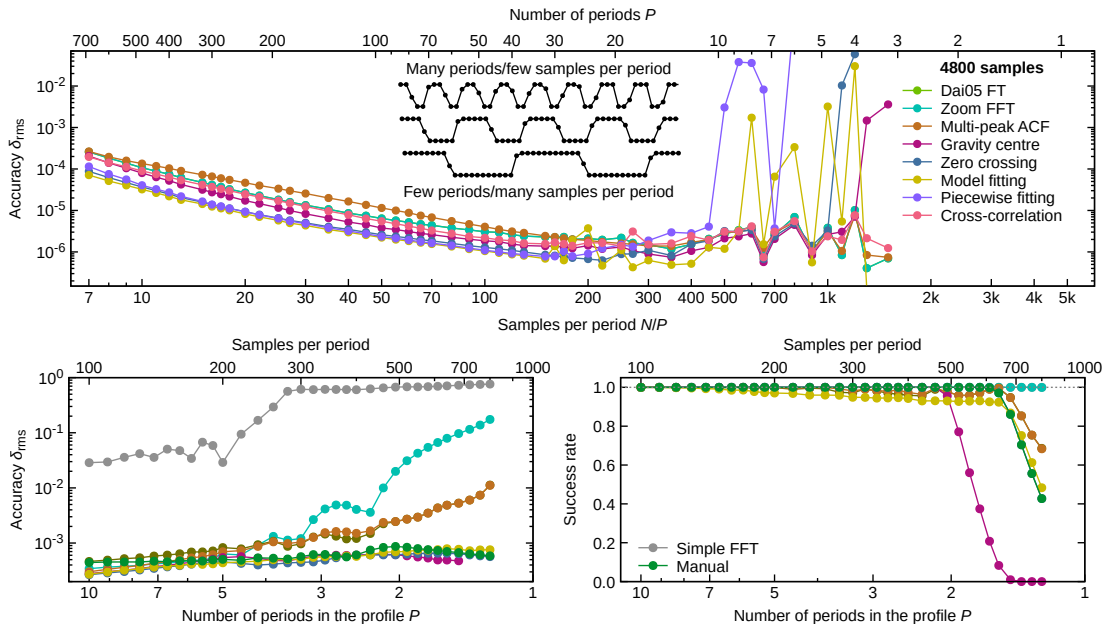 Number of periods P
700 500 400 300 200 100 70 60 50 40 30 20 10 7 5 4 3 2 1
Accuracy δrms
10⁻²
10⁻³
10⁻⁴
10⁻⁵
10⁻⁶
Many periods/few samples per period
Few periods/many samples per period
4800 samples
Dai05 FT
Zoom FFT
Multi-peak ACF
Gravity centre
Zero crossing
Model fitting
Piecewise fitting
Cross-correlation
7 10 20 30 40 50 70 100 200 300 400 500 700 1k 2k 3k 4k 5k
Samples per period N/P
Samples per period
100 200 300 500 700 1000
Accuracy δrms
10⁰
10⁻¹
10⁻²
10⁻³
10 7 5 3 2 1
Number of periods in the profile P
Samples per period
100 200 300 500 700 1000
Success rate
1.0
0.8
0.6
0.4
0.2
0.0
Simple FFT
Manual
10 7 5 3 2 1
Number of periods in the profile P